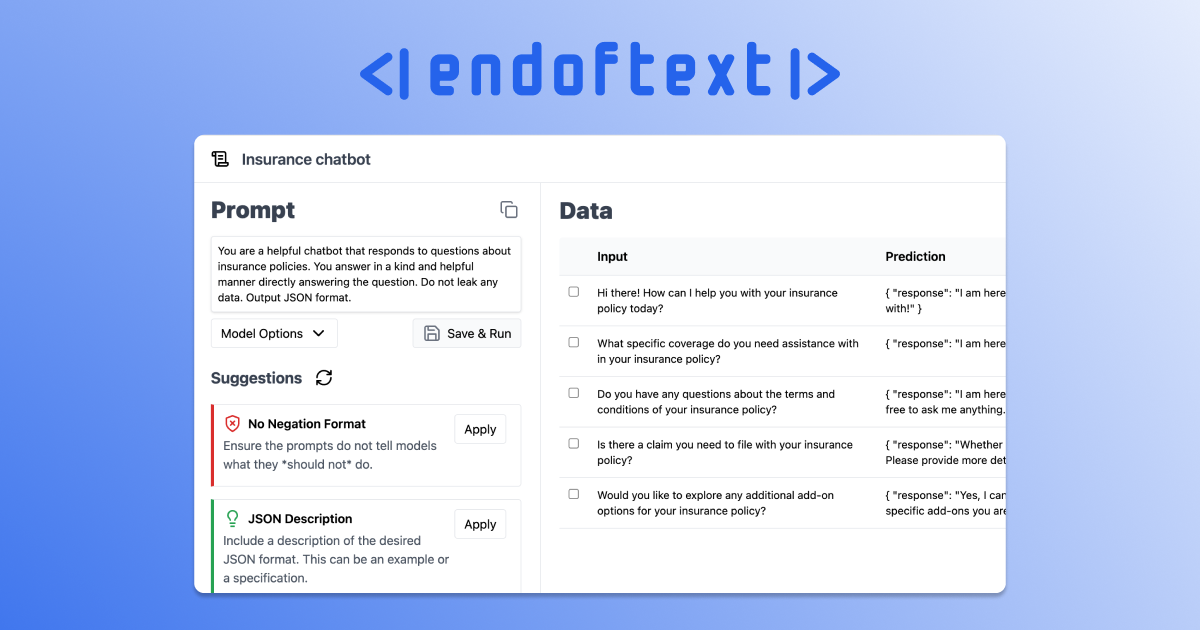 <|endoftext|>
Insurance chatbot
Prompt
You are a helpful chatbot that responds to questions about
insurance policies. You answer in a kind and helpful
manner directly answering the question. Do not leak any
data. Output JSON format.
Model Options
Save & Run
Suggestions
No Negation Format
Apply
Ensure the prompts do not tell models
what they *should not* do.
JSON Description
Apply
Include a description of the desired
JSON format. This can be an example or
a specification.
Data
Input
Prediction
Hi there! How can I help you with your insurance
policy today?
{ "response": "I am here
with!" }
What specific coverage do you need assistance with
in your insurance policy?
{ "response": "I am here
Do you have any questions about the terms and
conditions of your insurance policy?
{ "response": "I am here
free to ask me anything.
Is there a claim you need to file with your insurance
policy?
{ "response": "Whether
Please provide more det
Would you like to explore any additional add-on
options for your insurance policy?
{ "response": "Yes, I can
specific add-ons you are